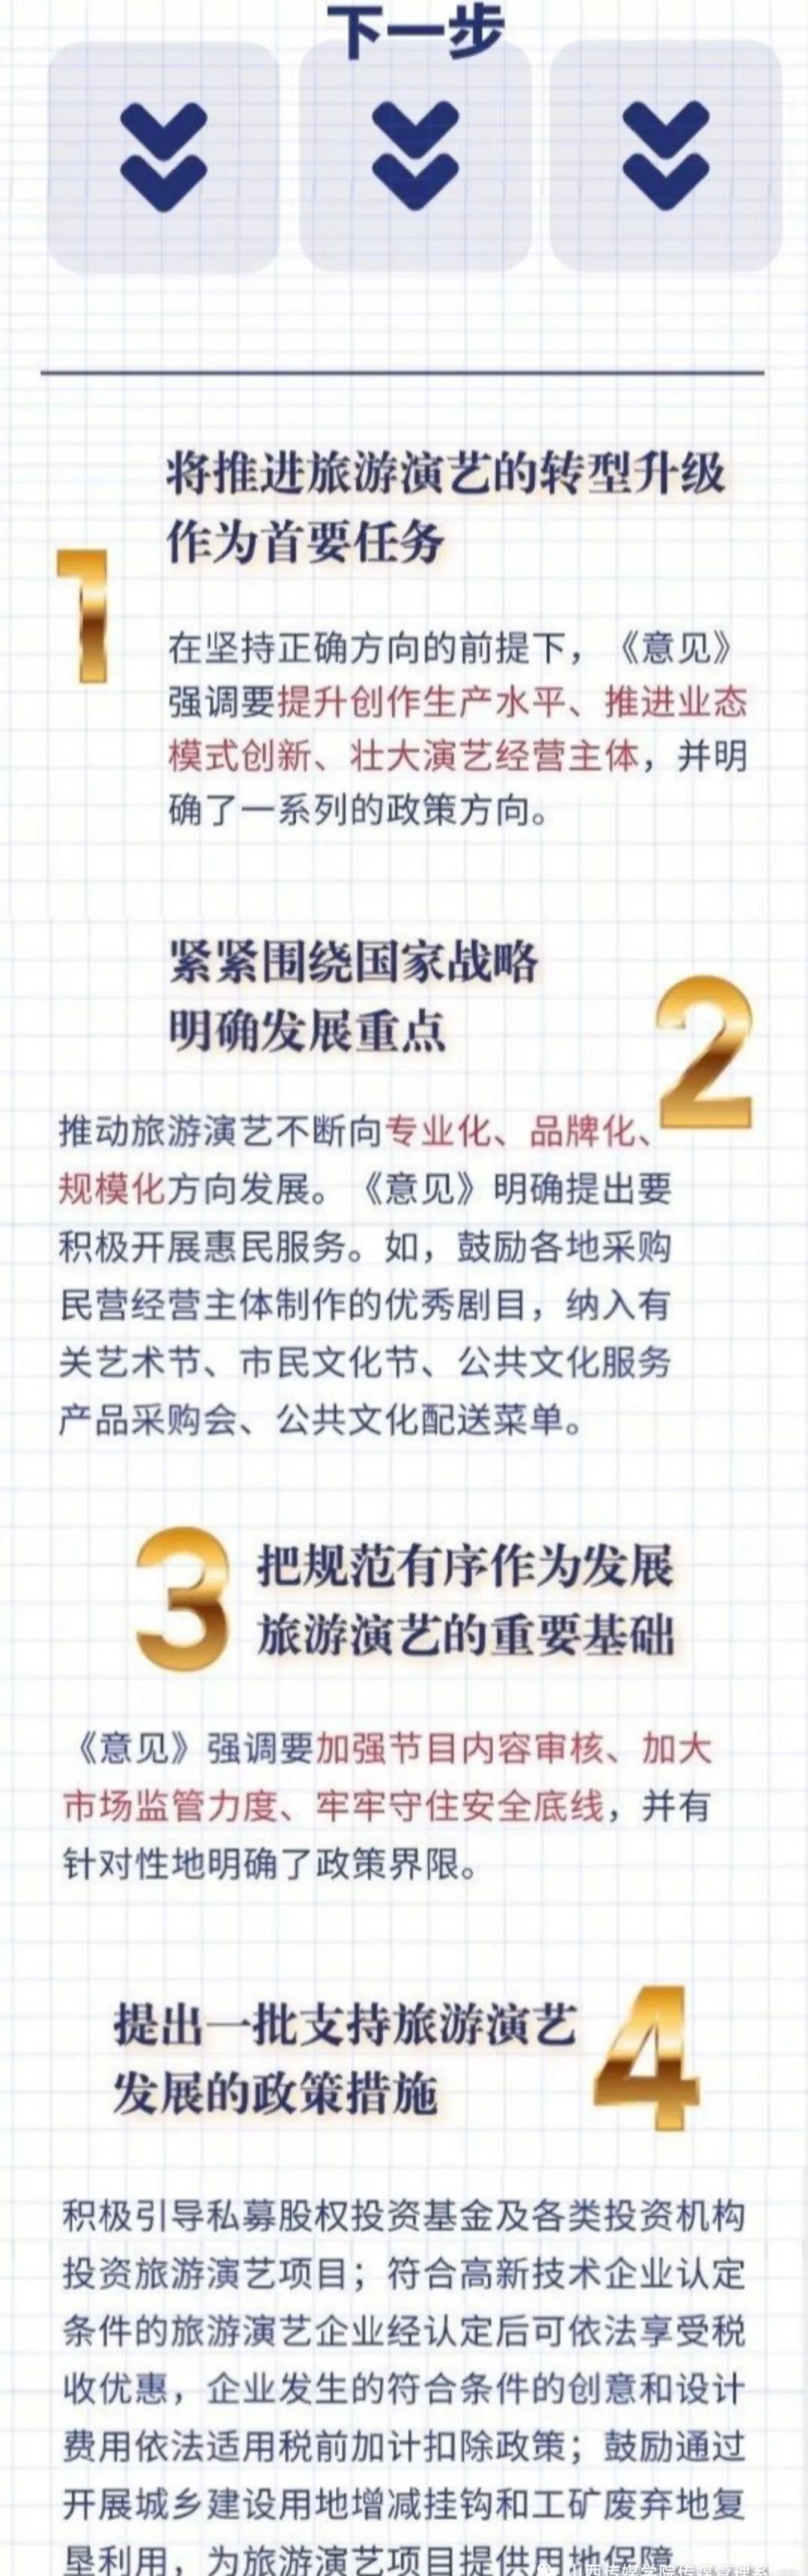 下一步
将推进旅游演艺的转型升级
作为首要任务
1
在坚持正确方向的前提下，《意见》
强调要提升创作生产水平、推进业态
模式创新、壮大演艺经营主体，并明
确了一系列的政策方向。
紧紧围绕国家战略
明确发展重点
2
推动旅游演艺不断向专业化、品牌化、
规模化方向发展。《意见》明确提出要
积极开展惠民服务。如，鼓励各地采购
民营经营主体制作的优秀剧目，纳入有
关艺术节、市民文化节、公共文化服务
产品采购会、公共文化配送菜单。
3
把规范有序作为发展
旅游演艺的重要基础
《意见》强调要加强节目内容审核、加大
市场监管力度、牢牢守住安全底线，并有
针对性地明确了政策界限。
提出一批支持旅游演艺
发展的政策措施
4
积极引导私募股权投资基金及各类投资机构
投资旅游演艺项目；符合高新技术企业认定
条件的旅游演艺企业经认定后可依法享受税
收优惠，企业发生的符合条件的创意和设计
费用依法适用税前加计扣除政策；鼓励通过
开展城乡建设用地增减挂钩和工矿废弃地复
垦利用，为旅游演艺项目提供用地保障
山西传媒学院传媒管理系